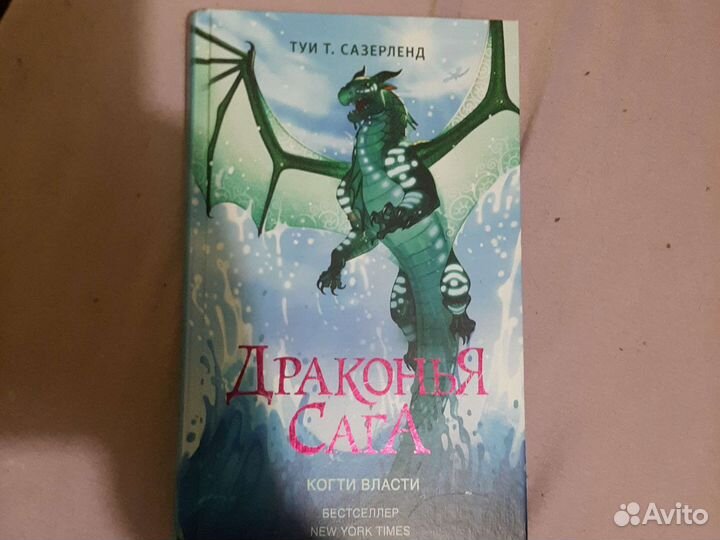 ТУИ Т. САЗЕРЛЕНД
ДРАКОНЬЯ
САГА
КОГТИ ВЛАСТИ
БЕСТСЕЛЛЕР
NEW YORK TIMES
Avito